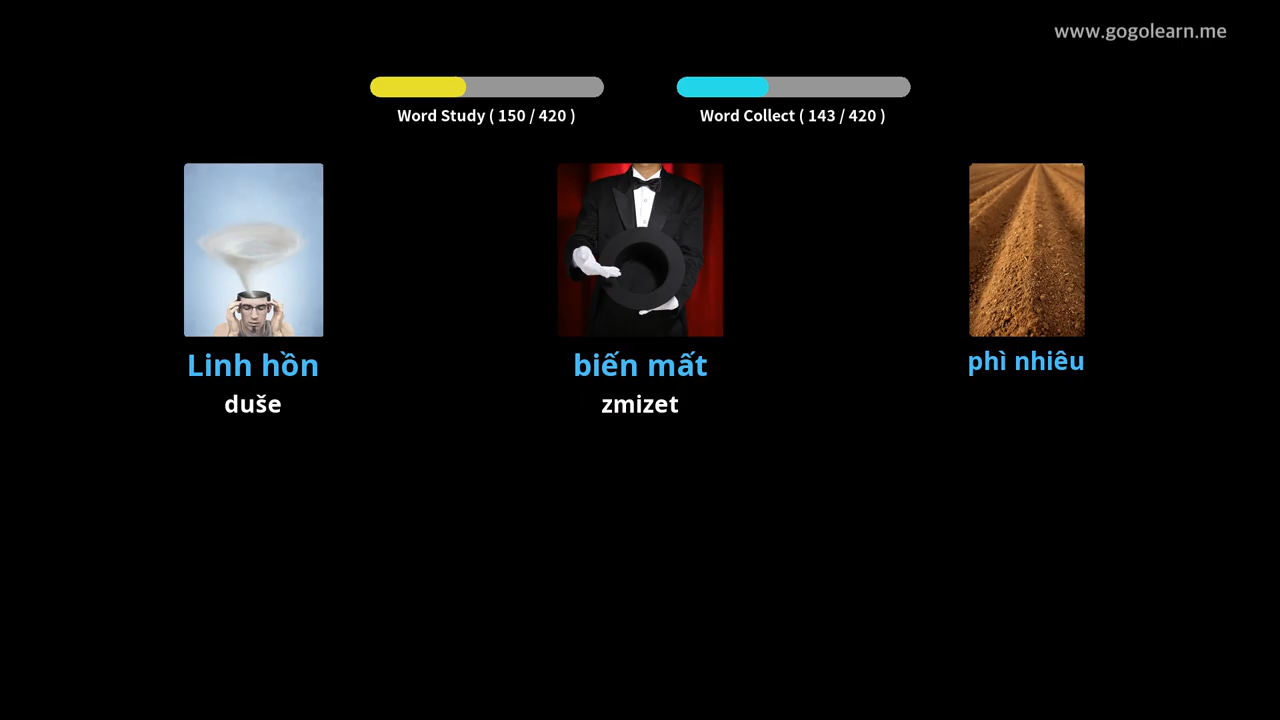 www.gogolearn.me
Word Study ( 150 / 420 )
Word Collect ( 143 / 420 )
Linh hồn
biến mất
phì nhiêu
duše
zmizet